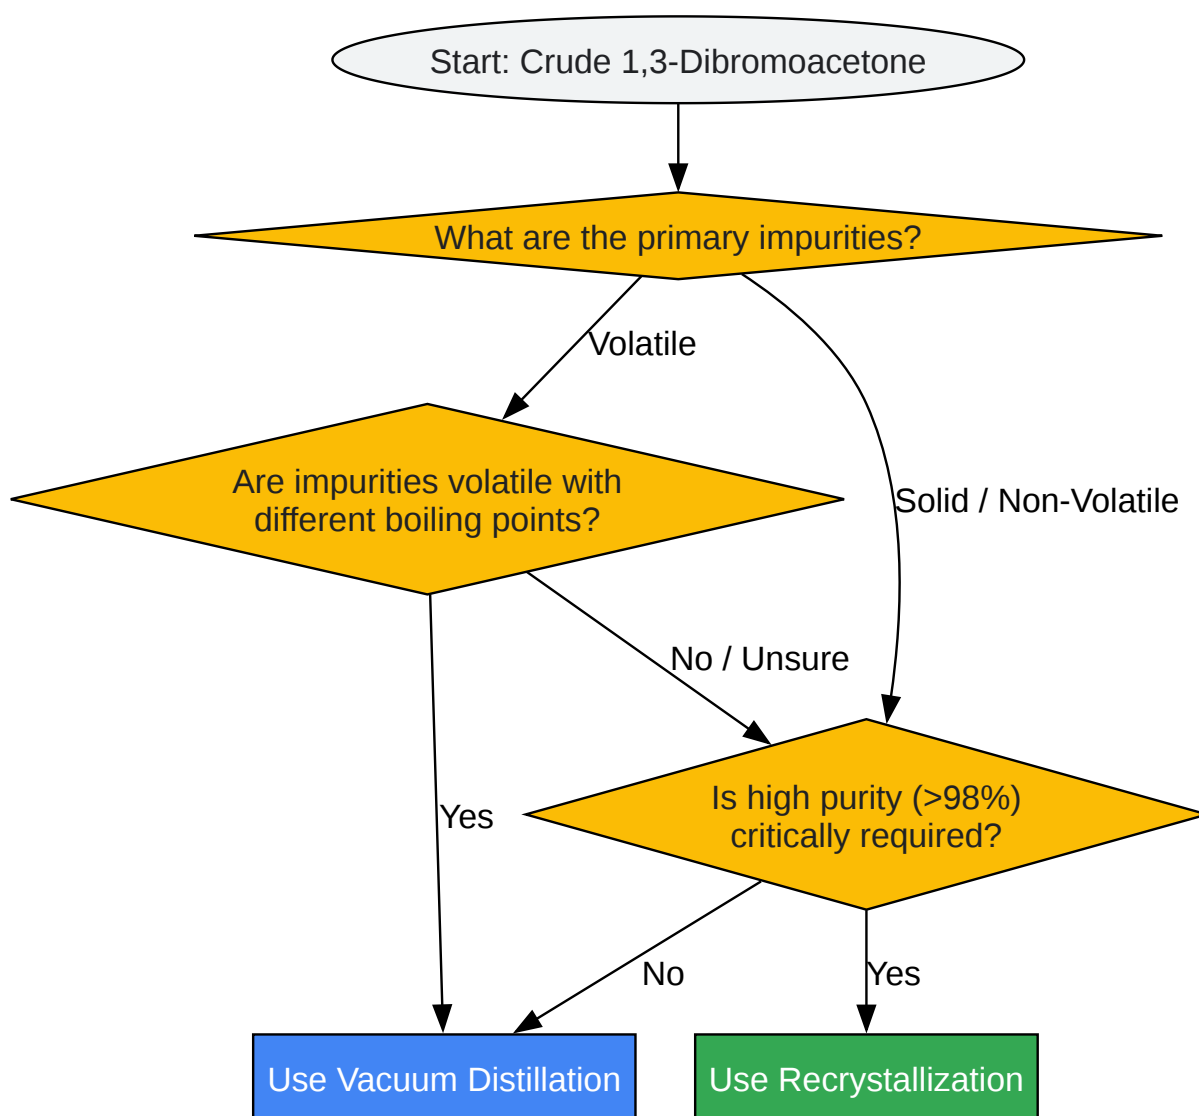 Start: Crude 1,3-Dibromoacetone
What are the primary impurities?
Volatile
Are impurities volatile with
different boiling points?
Solid / Non-Volatile
No / Unsure
Is high purity (>98%)
critically required?
Yes
No
Yes
Use Vacuum Distillation
Use Recrystallization